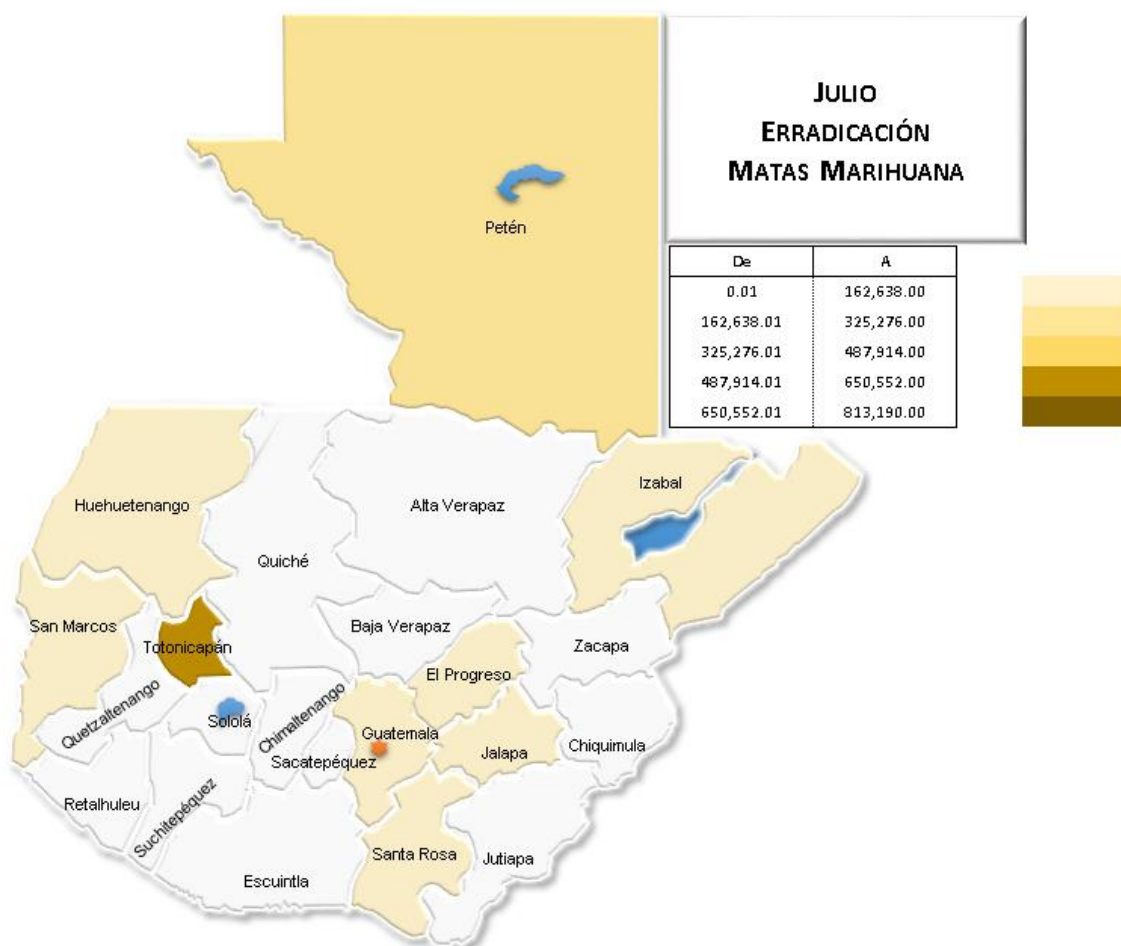 JULIO
ERRADICACIÓN
MATAS MARIHUANA
De A
0.01 162,638.00
162,638.01 325,276.00
325,276.01 487,914.00
487,914.01 650,552.00
650,552.01 813,190.00
Petén
Izabal
Huehuetenango
Alta Verapaz
Quiché
San Marcos
Baja Verapaz
Totonicapán
Zacapa
El Progreso
Quetzaltenango
Sololá
Chimaltenango
Guatemala
Jalapa
Chiquimula
Sacatepéquez
Retalhuleu
Suchitepéquez
Santa Rosa
Jutiapa
Escuintla